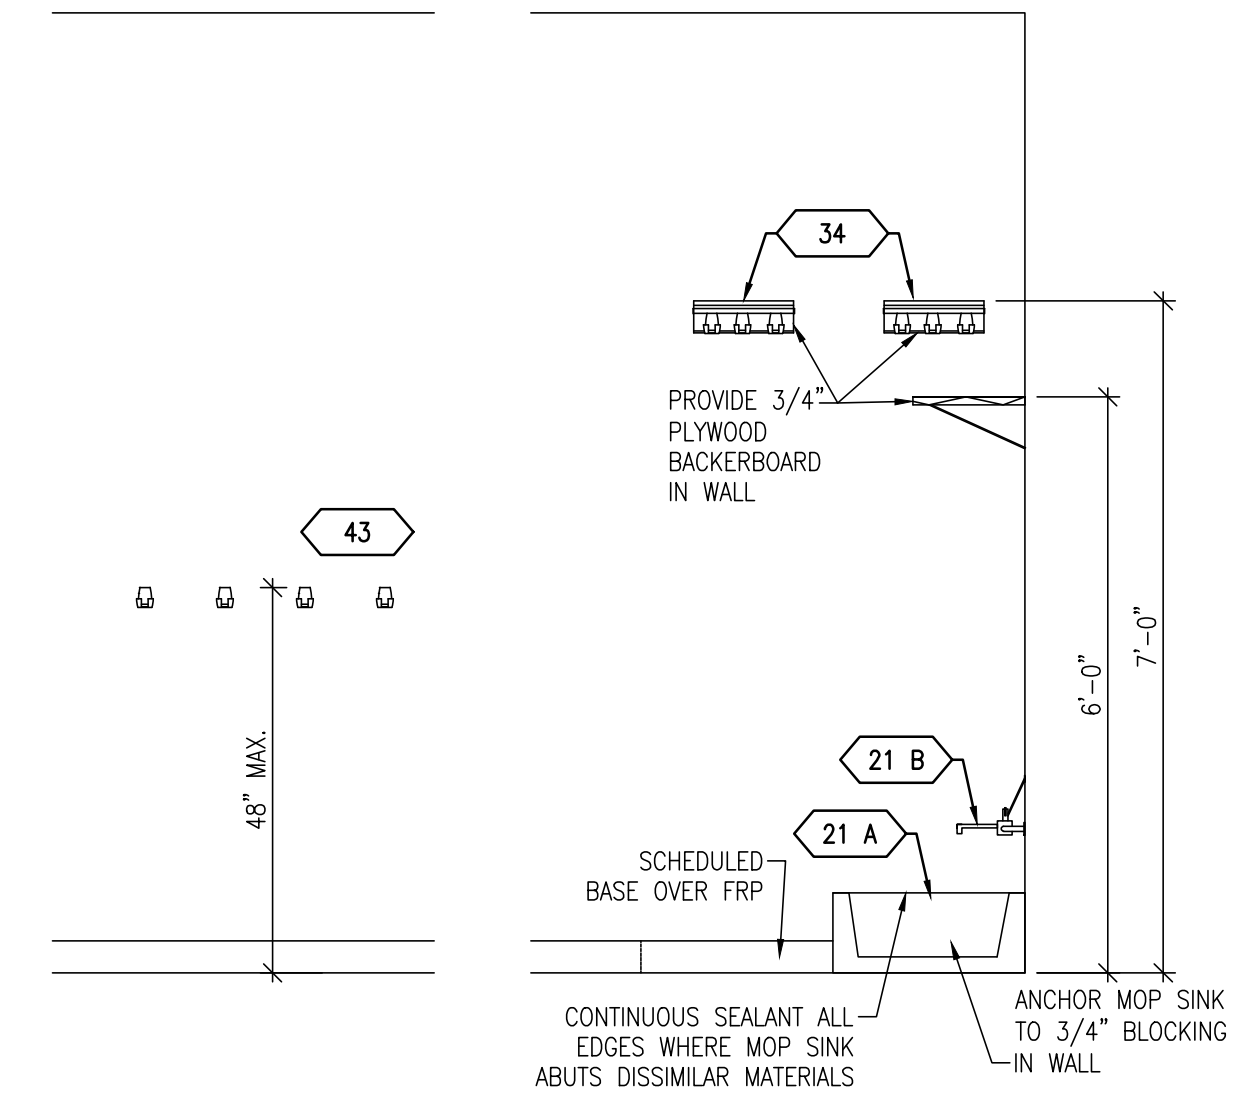 34
PROVIDE 3/4"
PLYWOOD
BACKERBOARD
IN WALL
43
48" MAX.
6'-0"
7'-0"
21 B
21 A
SCHEDULED
BASE OVER FRP
CONTINUOUS SEALANT ALL
EDGES WHERE MOP SINK
ABUTS DISSIMILAR MATERIALS
ANCHOR MOP SINK
TO 3/4" BLOCKING
IN WALL